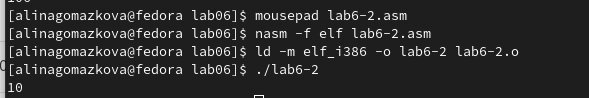 [alinagomazkova@fedora lab06]$ mousepad lab6-2.asm
[alinagomazkova@fedora lab06]$ nasm -f elf lab6-2.asm
[alinagomazkova@fedora lab06]$ ld -m elf_i386 -o lab6-2 lab6-2.o
[alinagomazkova@fedora lab06]$ ./lab6-2
10